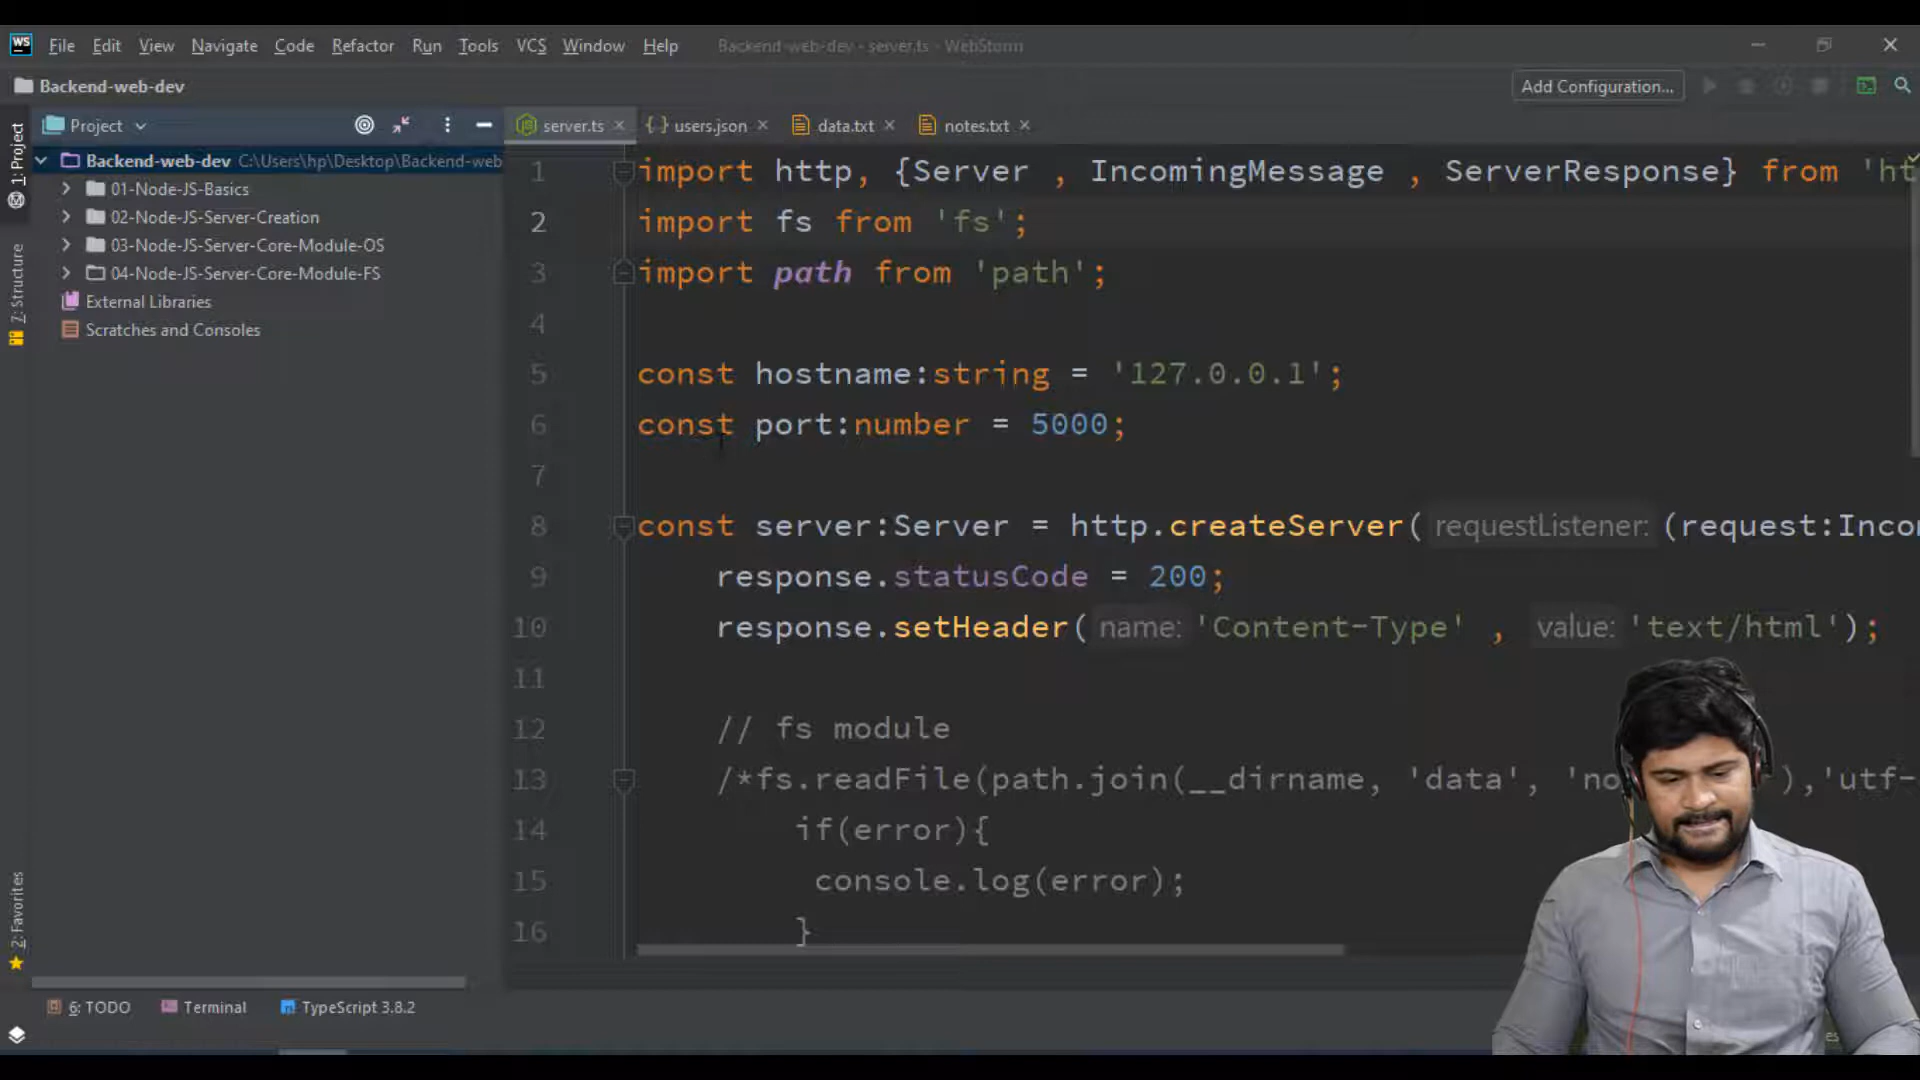 WS File Edit View Navigate Code Refactor Run Tools VCS Window Help Backend-web-dev - server.ts - WebStorm
Backend-web-dev Add Configuration...
Project server.ts users.json data.txt notes.txt
1: Project
7: Structure
2: Favorites
Backend-web-dev C:\Users\hp\Desktop\Backend-web
01-Node-JS-Basics
02-Node-JS-Server-Creation
03-Node-JS-Server-Core-Module-OS
04-Node-JS-Server-Core-Module-FS
External Libraries
Scratches and Consoles
1 import http, {Server , IncomingMessage , ServerResponse} from 'ht
2 import fs from 'fs';
3 import path from 'path';
4
5 const hostname:string = '127.0.0.1';
6 const port:number = 5000;
7
8 const server:Server = http.createServer( requestListener: (request:Inco
9 response.statusCode = 200;
10 response.setHeader( name: 'Content-Type' , value: 'text/html');
11
12 // fs module
13 /*fs.readFile(path.join(__dirname, 'data', 'no ),'utf-
14 if(error){
15 console.log(error);
16 }
6: TODO Terminal TypeScript 3.8.2